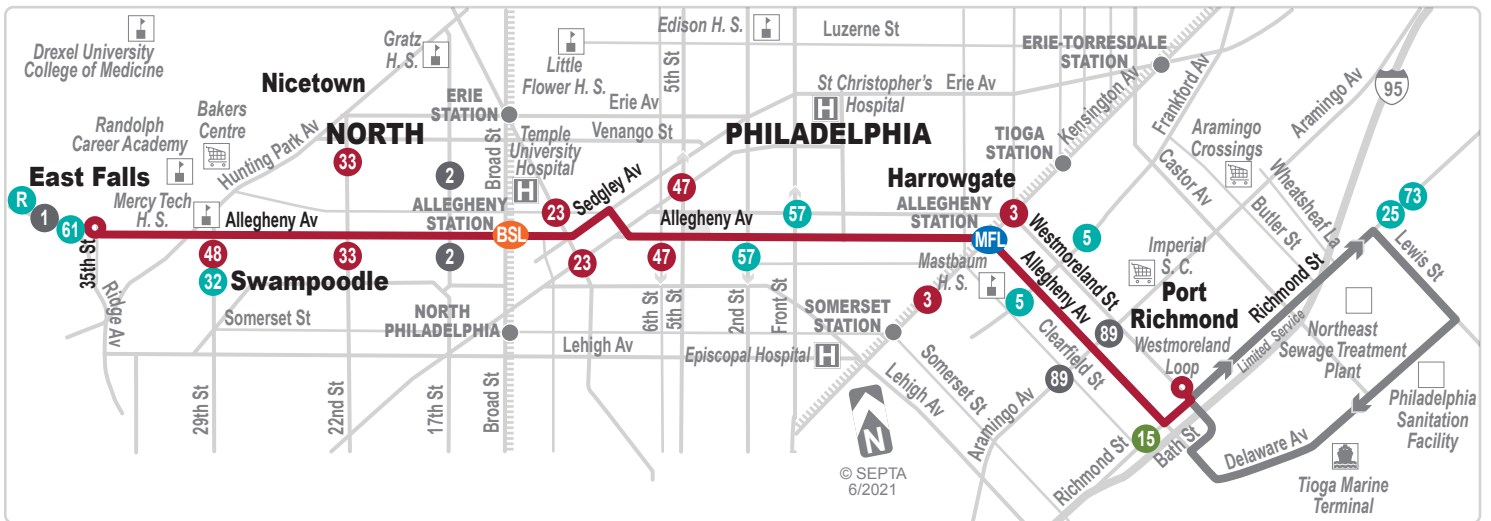 Drexel University
College of Medicine
Gratz
H. S.
Little
Flower H. S.
Edison H. S.
Luzerne St
5th St
ERIE-TORRESDALE
STATION
Kensington Av
Frankford Av
Aramingo Av
95
Nicetown
Bakers
Centre
Randolph
Career Academy
Hunting Park Av
ERIE
STATION
Erie Av
St Christopher's
Hospital
H
Erie Av
NORTH
PHILADELPHIA
Venango St
Broad St
Temple
University
Hospital
H
TIOGA
STATION
Castor Av
Aramingo
Crossings
Butler St
Wheatsheaf La
East Falls
R
1
61
35th St
Mercy Tech
H. S.
Allegheny Av
33
2
ALLEGHENY
STATION
BSL
23
Sedgley Av
47
Allegheny Av
57
Harrowgate
ALLEGHENY
STATION
MFL
3
Westmoreland St
5
73
25
Lewis St
48
32
Swampoodle
33
2
23
47
57
Mastbaum
H. S.
5
Allegheny Av
Imperial
S. C.
Port
Richmond
Westmoreland
Loop
Richmond St
Limited Service
Northeast
Sewage Treatment
Plant
Ridge Av
Somerset St
NORTH
PHILADELPHIA
Lehigh Av
6th St
5th St
2nd St
Front St
Episcopal Hospital
H
SOMERSET
STATION
3
Somerset St
Lehigh Av
89
Clearfield St
89
Aramingo Av
29th St
22nd St
17th St
Broad St
N
© SEPTA
6/2021
Richmond St
15
Bath St
Delaware Av
Tioga Marine
Terminal
Philadelphia
Sanitation
Facility